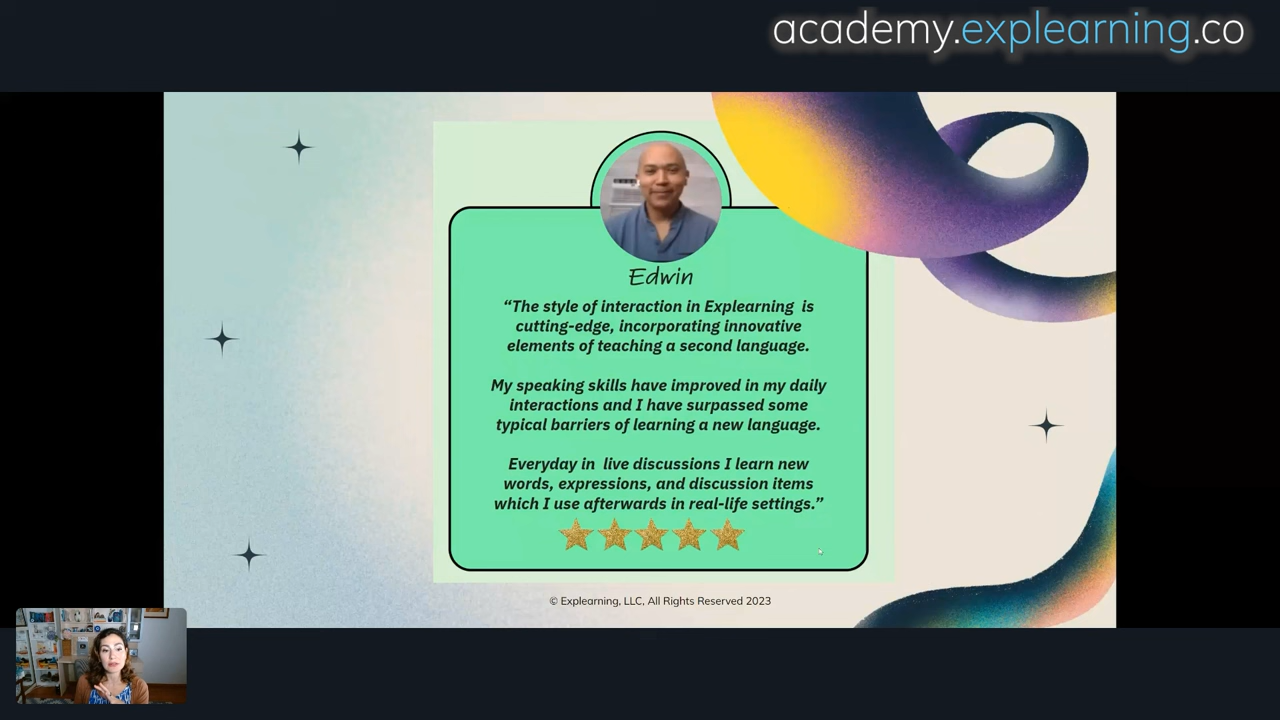 academy.explearning.co
Edwin
“The style of interaction in Explearning is
cutting-edge, incorporating innovative
elements of teaching a second language.
My speaking skills have improved in my daily
interactions and I have surpassed some
typical barriers of learning a new language.
Everyday in live discussions I learn new
words, expressions, and discussion items
which I use afterwards in real-life settings.”
© Explearning, LLC, All Rights Reserved 2023